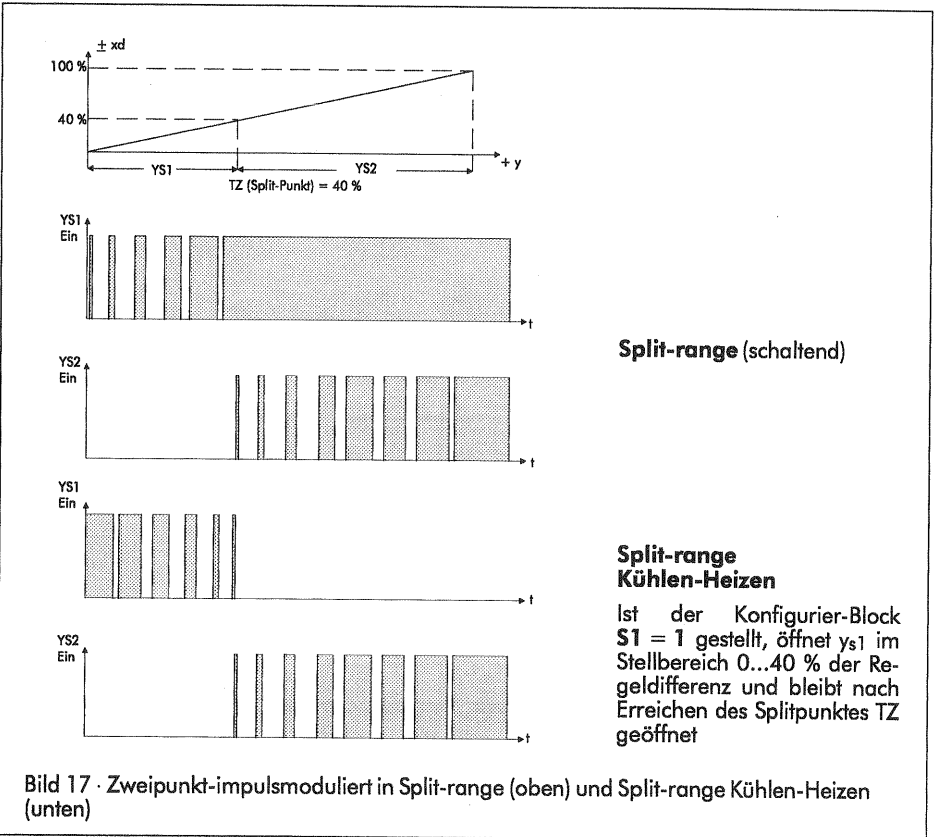 ± xd
100 %
40 %
YS1
YS2
+ y
TZ (Split-Punkt) = 40 %
YS1
Ein
t
Split-range (schaltend)
YS2
Ein
t
YS1
Ein
t
Split-range
Kühlen-Heizen
Ist der Konfigurier-Block
S1 = 1 gestellt, öffnet ys1 im
Stellbereich 0...40 % der Re-
geldifferenz und bleibt nach
Erreichen des Splitpunktes TZ
geöffnet
YS2
Ein
t
Bild 17 · Zweipunkt-impulsmoduliert in Split-range (oben) und Split-range Kühlen-Heizen
(unten)